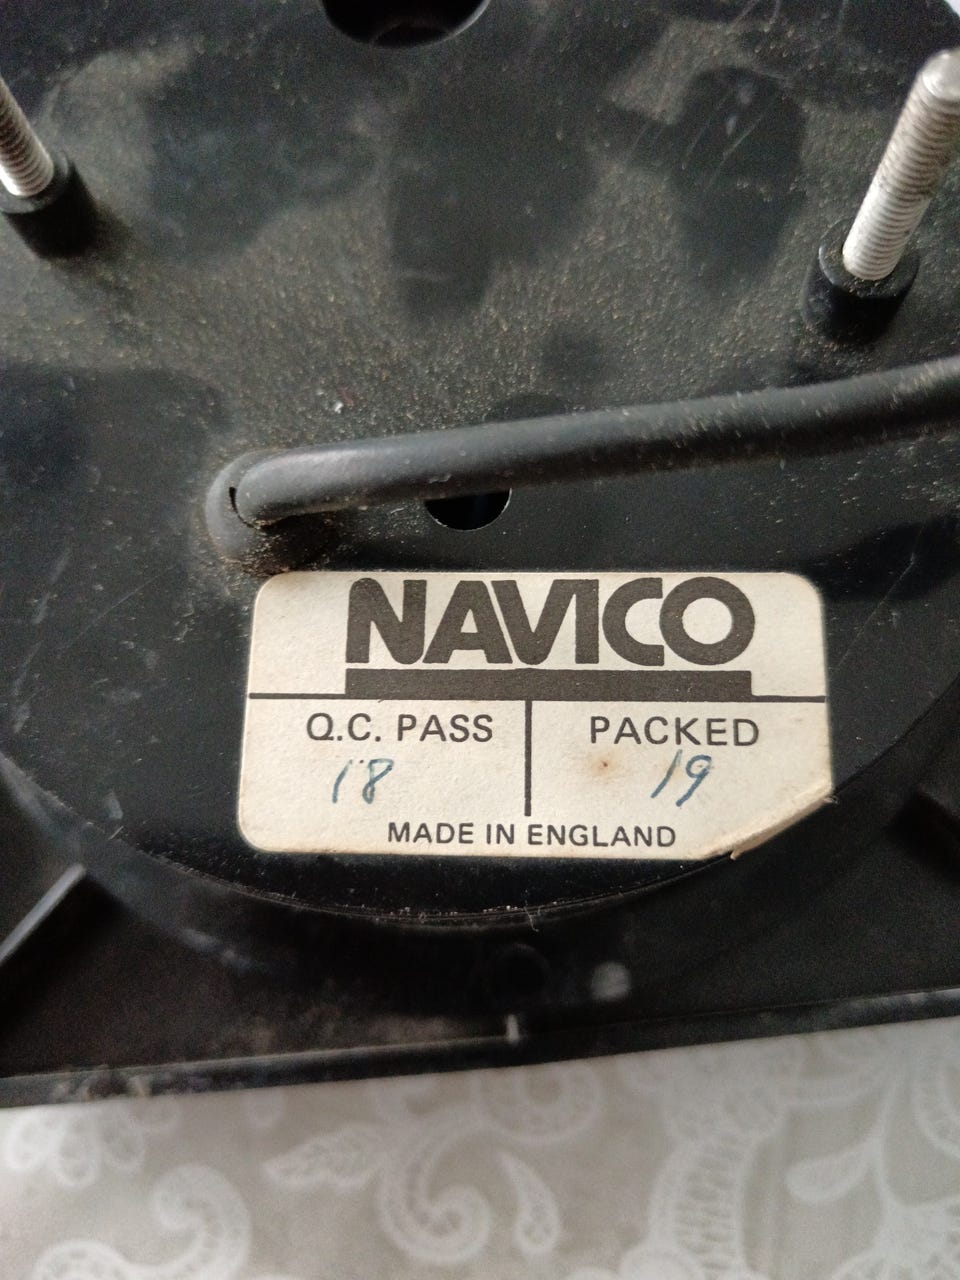 NAVICO
Q.C. PASS
18
PACKED
19
MADE IN ENGLAND